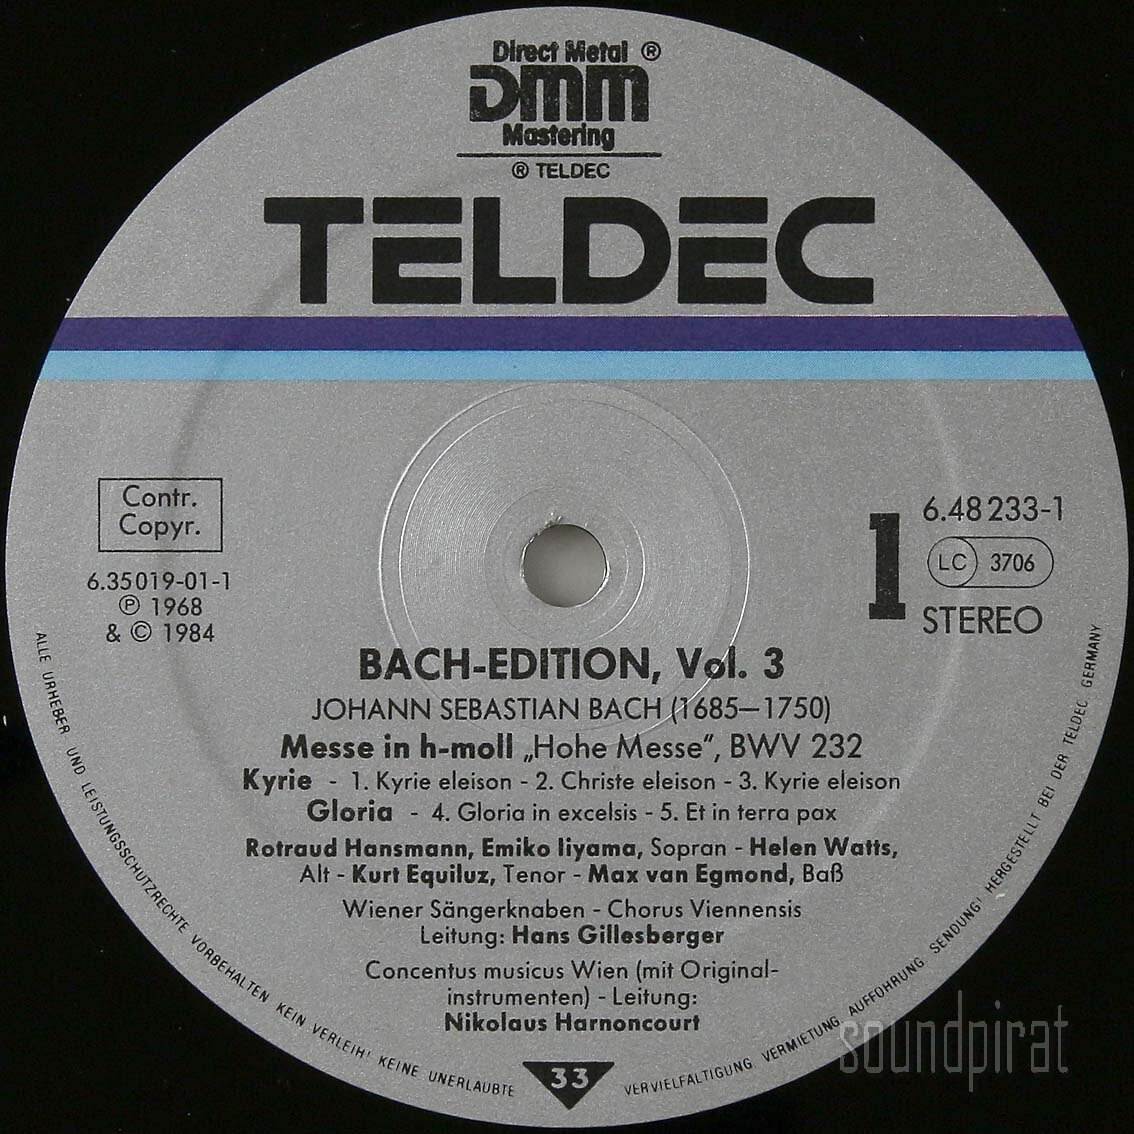 Direct Metal ®
DMM
Mastering
® TELDEC
TELDEC
Contr.
Copyr.
6.35019-01-1
℗ 1968
& © 1984
1
6.48233-1
LC 3706
STEREO
BACH-EDITION, Vol. 3
JOHANN SEBASTIAN BACH (1685—1750)
Messe in h-moll „Hohe Messe“, BWV 232
Kyrie - 1. Kyrie eleison - 2. Christe eleison - 3. Kyrie eleison
Gloria - 4. Gloria in excelsis - 5. Et in terra pax
Rotraud Hansmann, Emiko Iiyama, Sopran - Helen Watts,
Alt - Kurt Equiluz, Tenor - Max van Egmond, Baß
Wiener Sängerknaben - Chorus Viennensis
Leitung: Hans Gillesberger
Concentus musicus Wien (mit Original-
instrumenten) - Leitung:
Nikolaus Harnoncourt
33
ALLE URHEBER UND LEISTUNGSSCHUTZRECHTE VORBEHALTEN KEIN VERLEIH! KEINE UNERLAUBTE VERVIELFÄLTIGUNG VERMIETUNG AUFFÜHRUNG SENDUNG! HERGESTELLT BEI DER TELDEC GERMANY
soundpirat